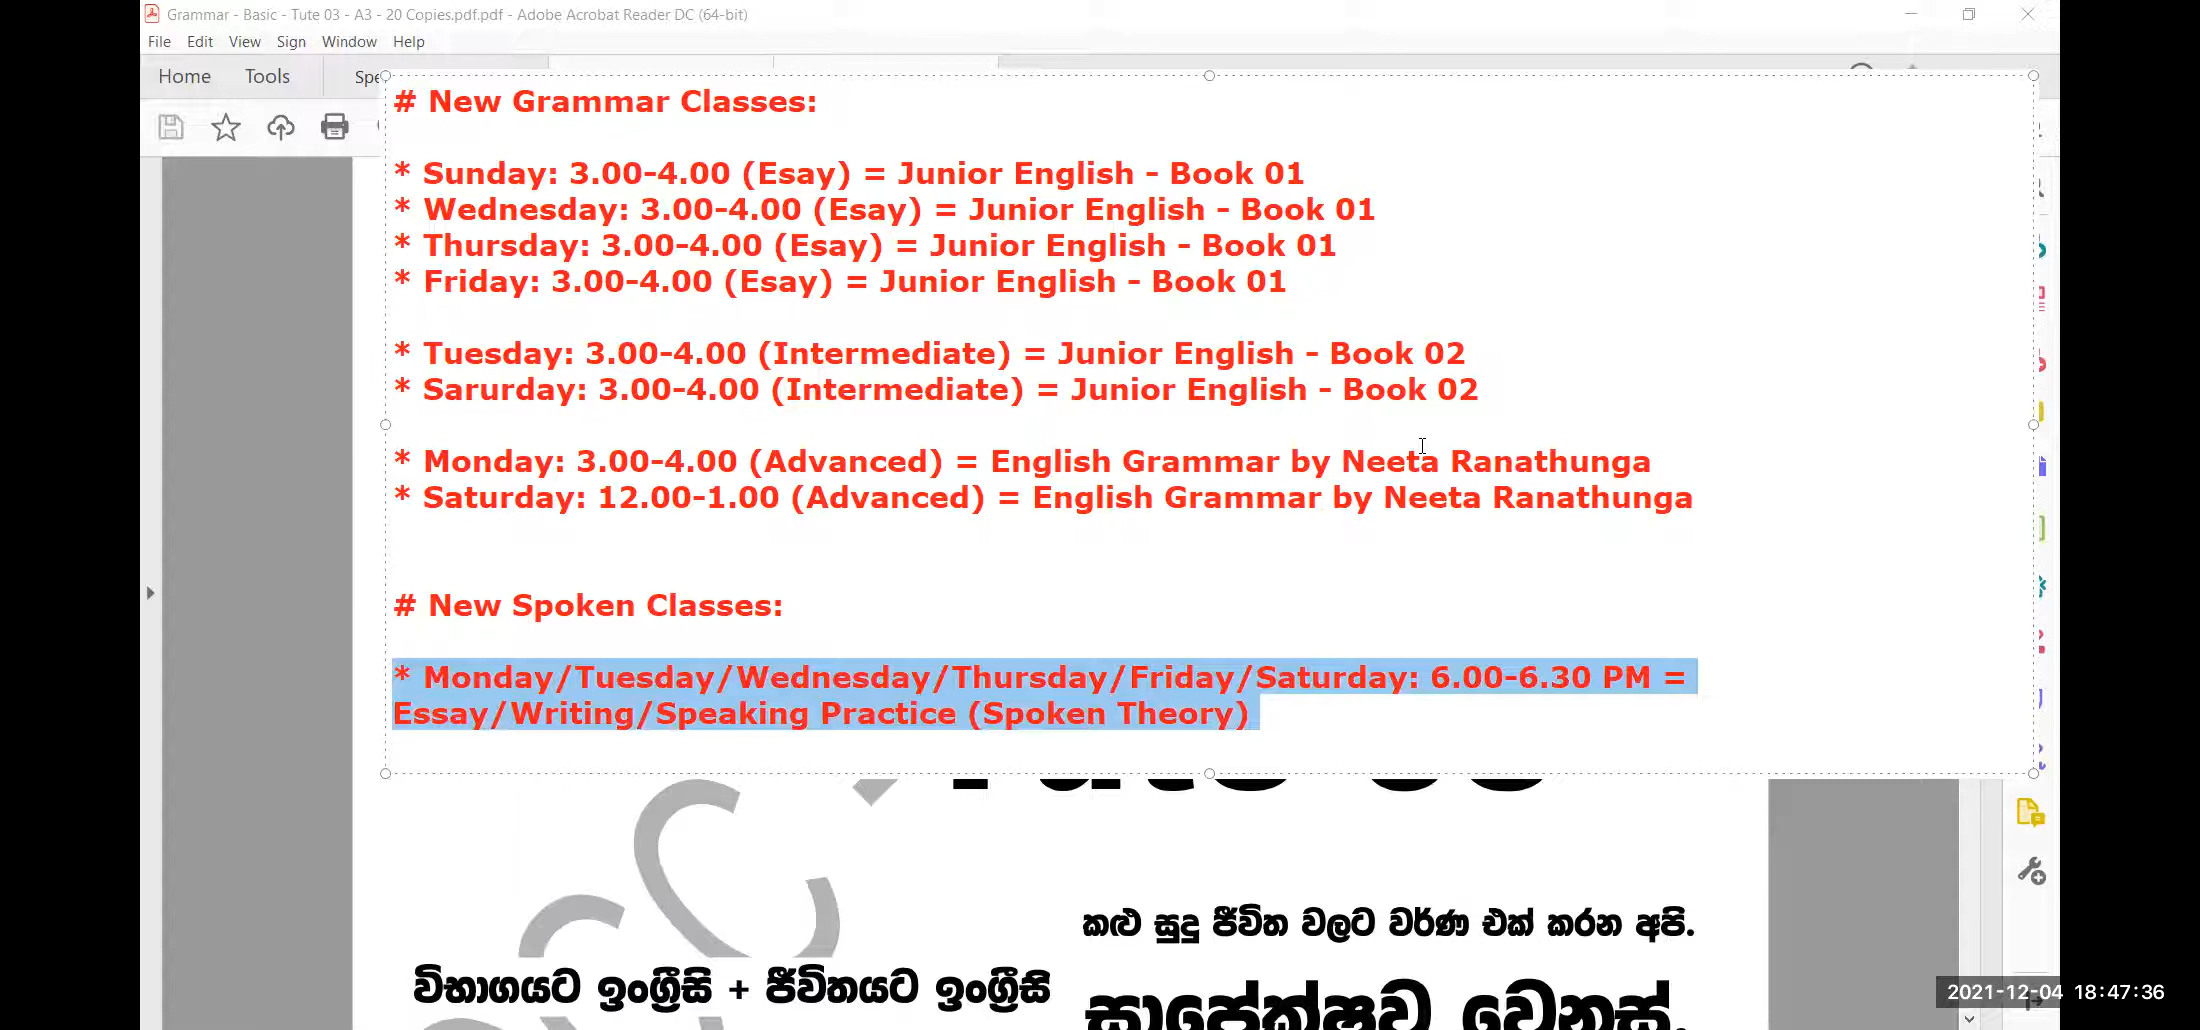 Grammar - Basic - Tute 03 - A3 - 20 Copies.pdf.pdf - Adobe Acrobat Reader DC (64-bit)
File Edit View Sign Window Help
Home Tools
# New Grammar Classes:
* Sunday: 3.00-4.00 (Esay) = Junior English - Book 01
* Wednesday: 3.00-4.00 (Esay) = Junior English - Book 01
* Thursday: 3.00-4.00 (Esay) = Junior English - Book 01
* Friday: 3.00-4.00 (Esay) = Junior English - Book 01
* Tuesday: 3.00-4.00 (Intermediate) = Junior English - Book 02
* Sarurday: 3.00-4.00 (Intermediate) = Junior English - Book 02
* Monday: 3.00-4.00 (Advanced) = English Grammar by Neeta Ranathunga
* Saturday: 12.00-1.00 (Advanced) = English Grammar by Neeta Ranathunga
# New Spoken Classes:
* Monday/Tuesday/Wednesday/Thursday/Friday/Saturday: 6.00-6.30 PM =
Essay/Writing/Speaking Practice (Spoken Theory)
කළු සුදු ජීවිත වලට වර්ණ එක් කරන අපි.
විභාගයට ඉංග්‍රීසි + ජීවිතයට ඉංග්‍රීසි
සාපේක්ෂව වෙනස්.
2021-12-04 18:47:36